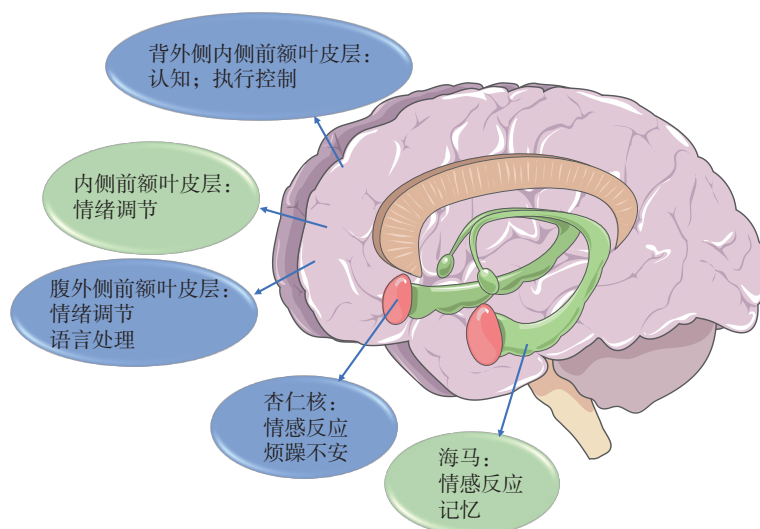 背外侧内侧前额叶皮层：
认知；执行控制
内侧前额叶皮层：
情绪调节
腹外侧前额叶皮层：
情绪调节
语言处理
杏仁核：
情感反应
烦躁不安
海马：
情感反应
记忆